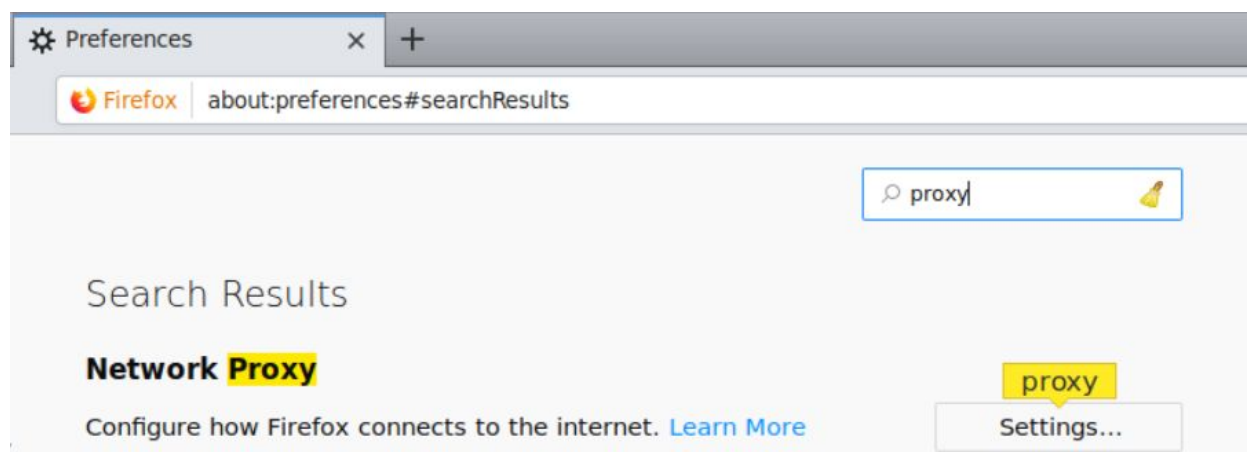 Preferences
Firefox about:preferences#searchResults
proxy
Search Results
Network Proxy
proxy
Configure how Firefox connects to the internet. Learn More
Settings...